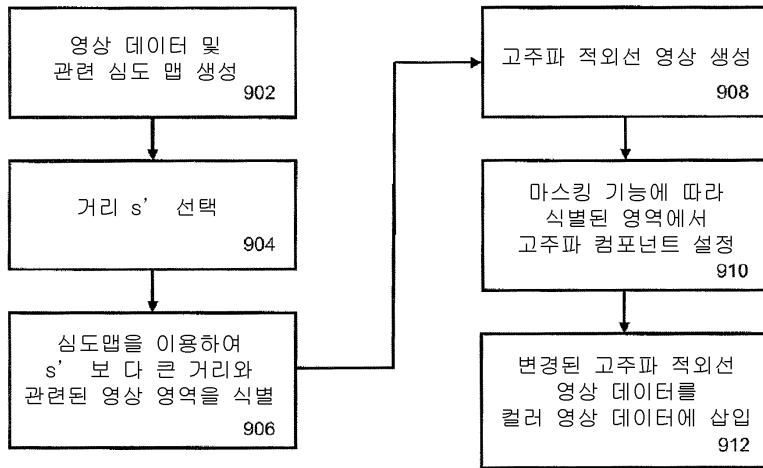 영상 데이터 및
관련 심도 맵 생성
902
거리 s' 선택
904
심도맵을 이용하여
s' 보 다 큰 거리와
관련된 영상 영역을 식별
906
고주파 적외선 영상 생성
908
마스킹 기능에 따라
식별된 영역에서
고주파 컴포넌트 설정
910
변경된 고주파 적외선
영상 데이터를
컬러 영상 데이터에 삽입
912